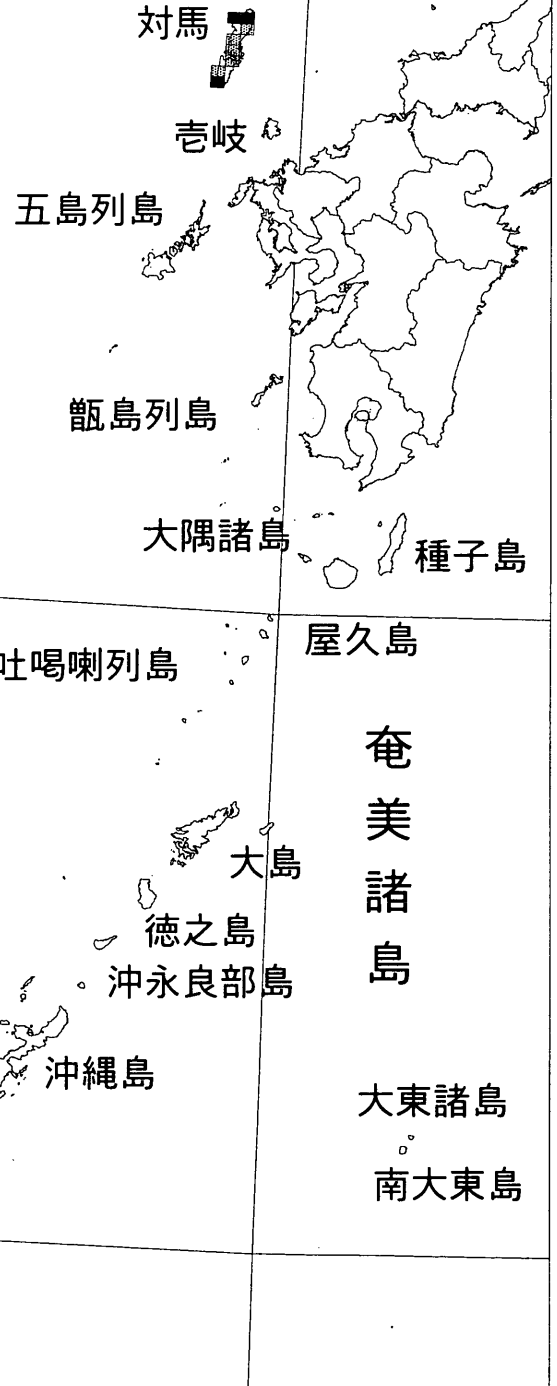 対馬
壱岐
五島列島
甑島列島
大隅諸島
種子島
屋久島
吐喝喇列島
奄美諸島
大島
徳之島
沖永良部島
沖縄島
大東諸島
南大東島